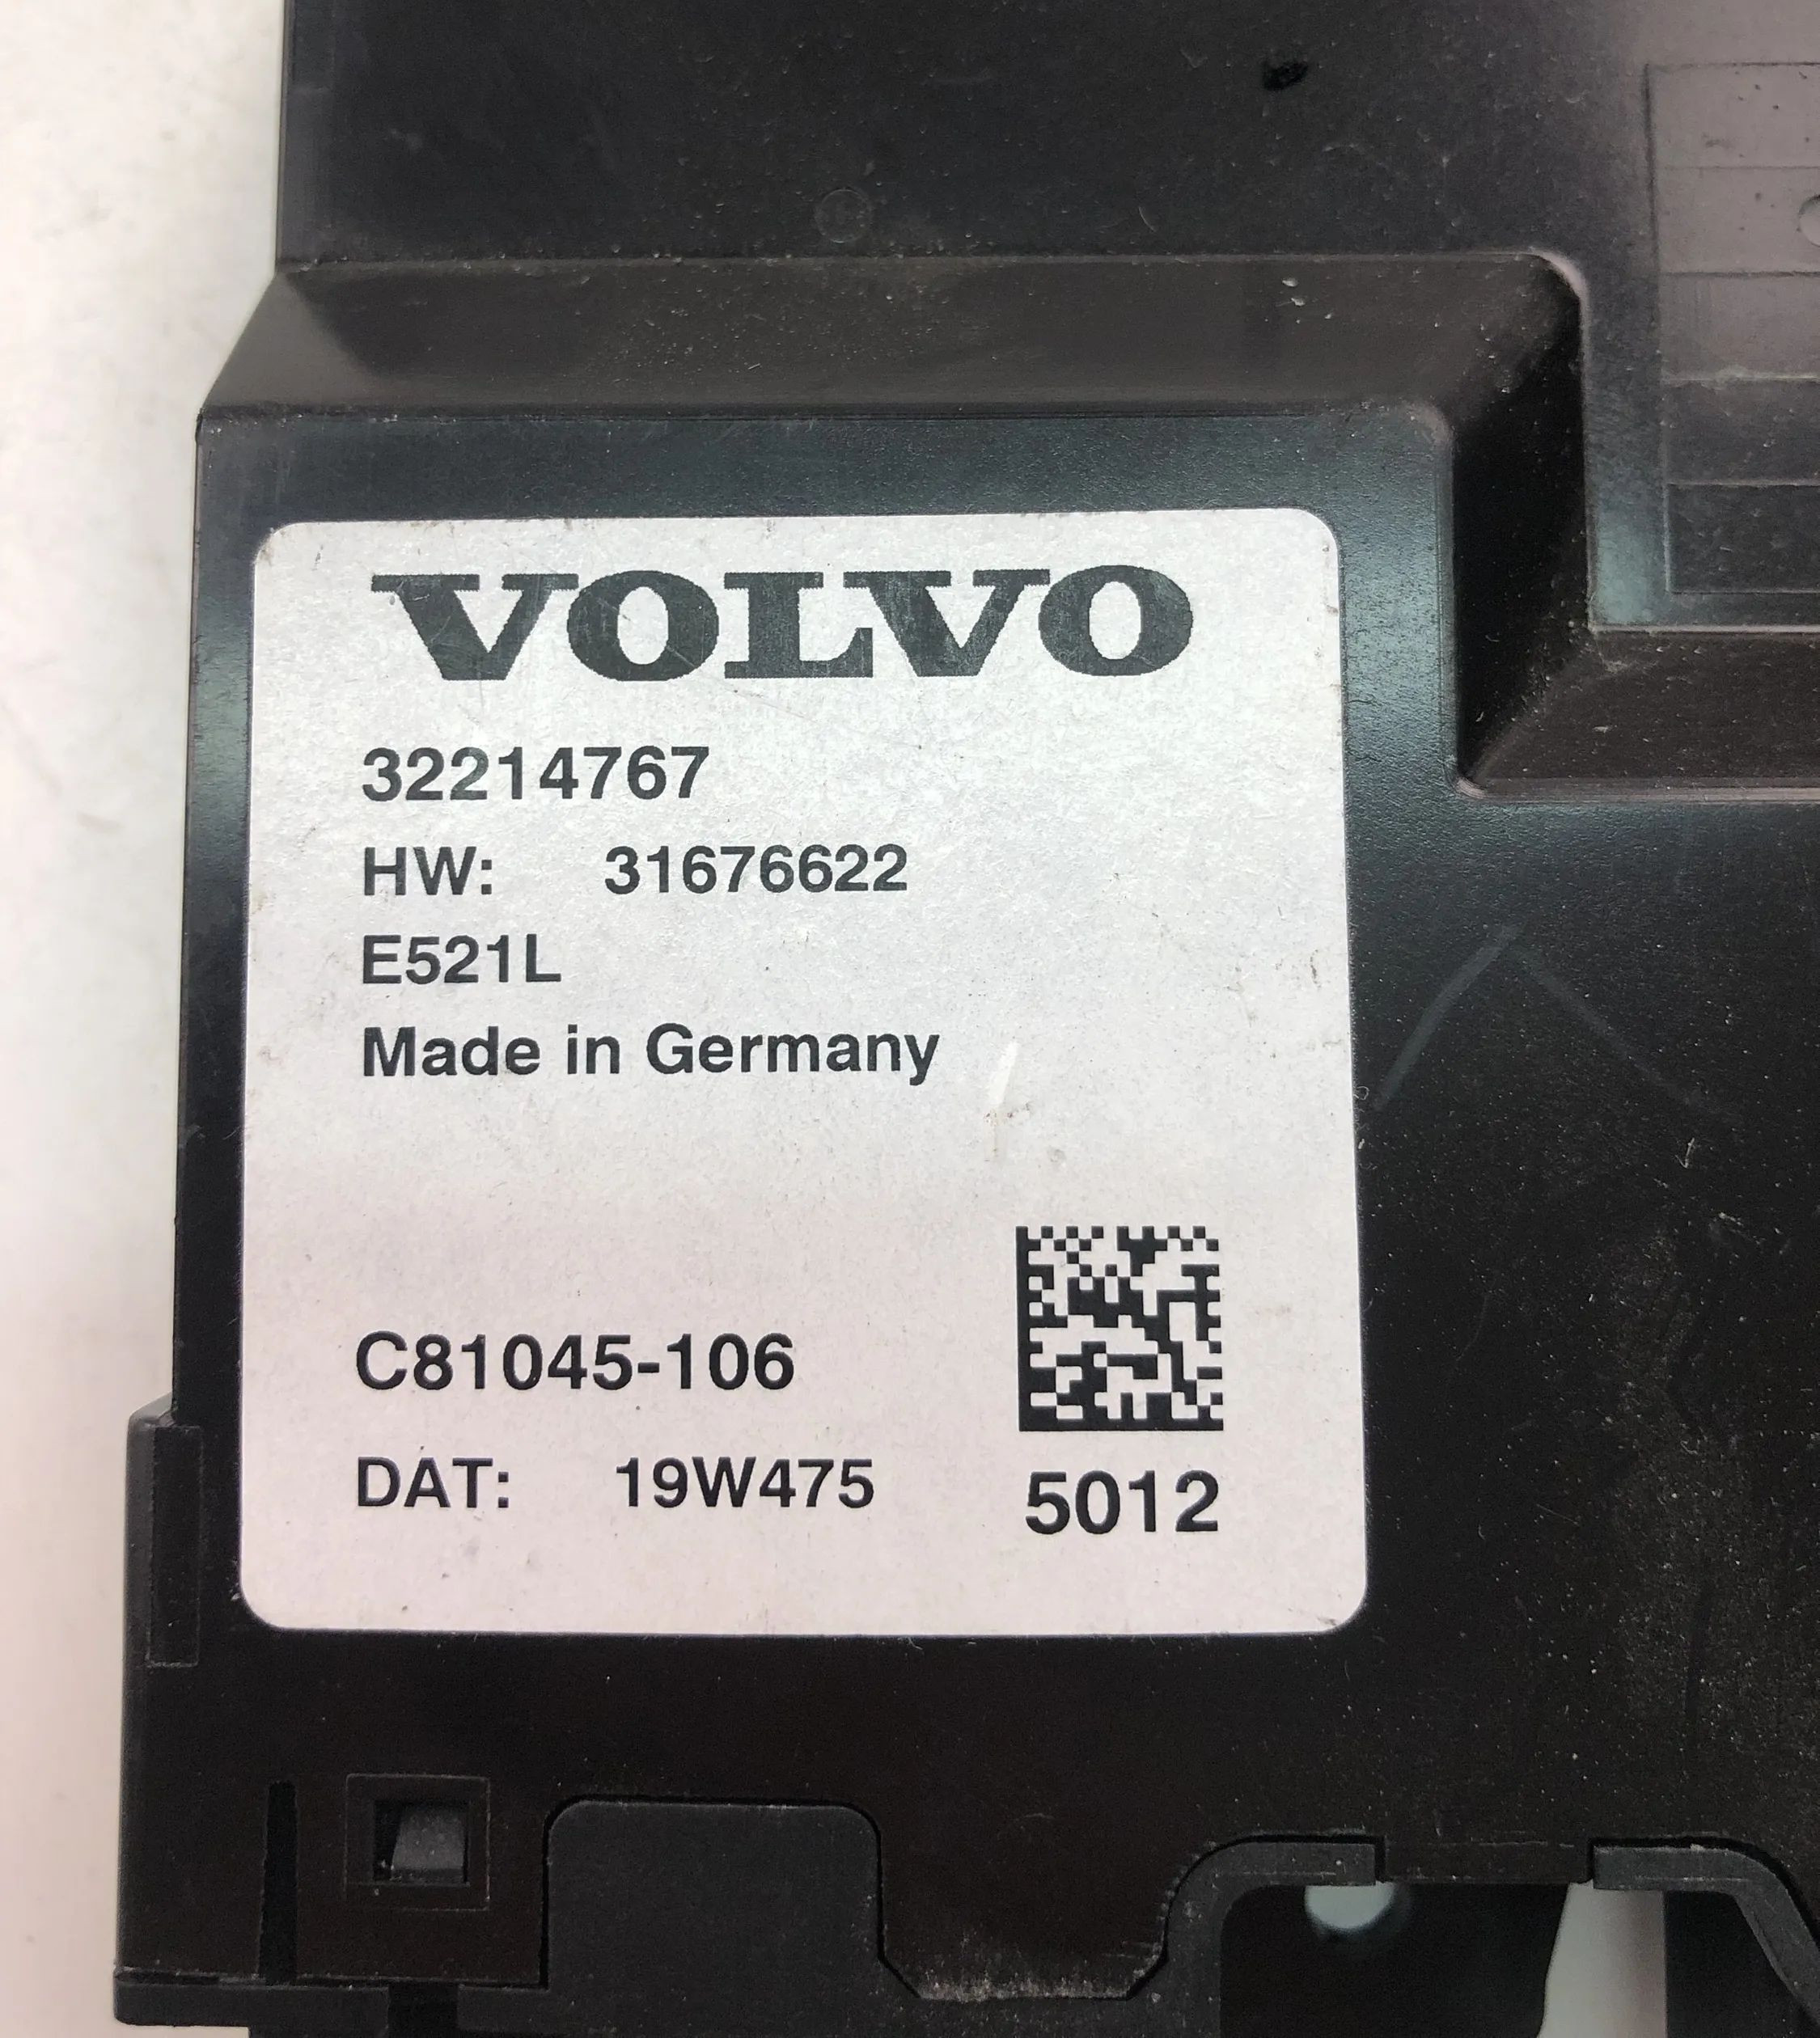 VOLVO
32214767
HW: 31676622
E521L
Made in Germany
C81045-106
DAT: 19W475
5012